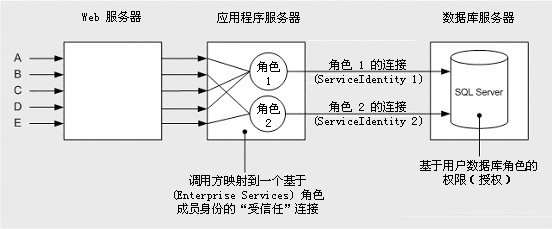 Web 服务器
应用程序服务器
数据库服务器
A
B
C
D
E
角色
1
角色
2
角色 1 的连接
(ServiceIdentity 1)
角色 2 的连接
(ServiceIdentity 2)
SQL Server
调用方映射到一个基于
(Enterprise Services) 角色
成员身份的“受信任”连接
基于用户数据库角色的
权限(授权)